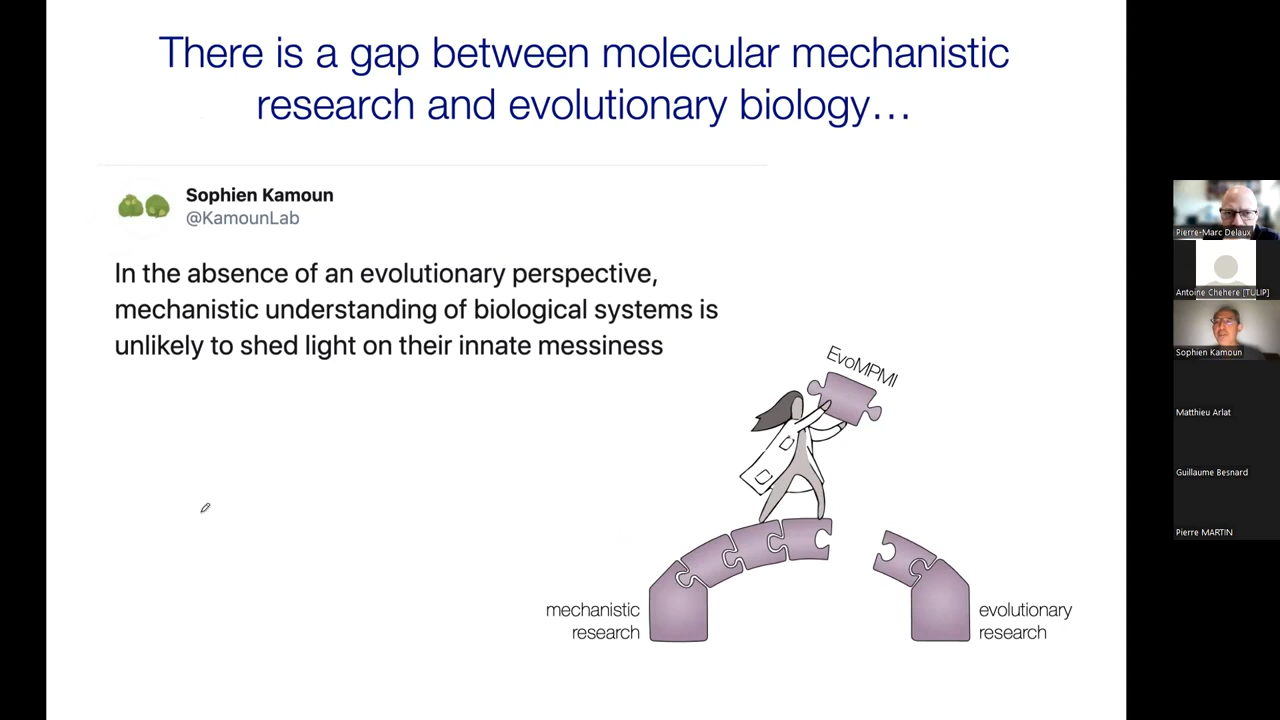 There is a gap between molecular mechanistic
research and evolutionary biology…
Sophien Kamoun
@KamounLab
In the absence of an evolutionary perspective,
mechanistic understanding of biological systems is
unlikely to shed light on their innate messiness
EvoMPMI
mechanistic
research
evolutionary
research
Pierre-Marc Delaux
Antoine Chehere [TULIP]
Sophien Kamoun
Matthieu Arlat
Guillaume Besnard
Pierre MARTIN